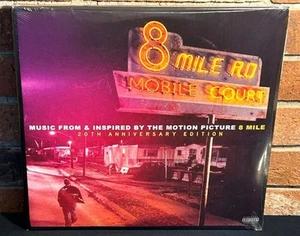 8 MILE RD
MOBILE COURT
MUSIC FROM & INSPIRED BY THE MOTION PICTURE 8 MILE
20TH ANNIVERSARY EDITION